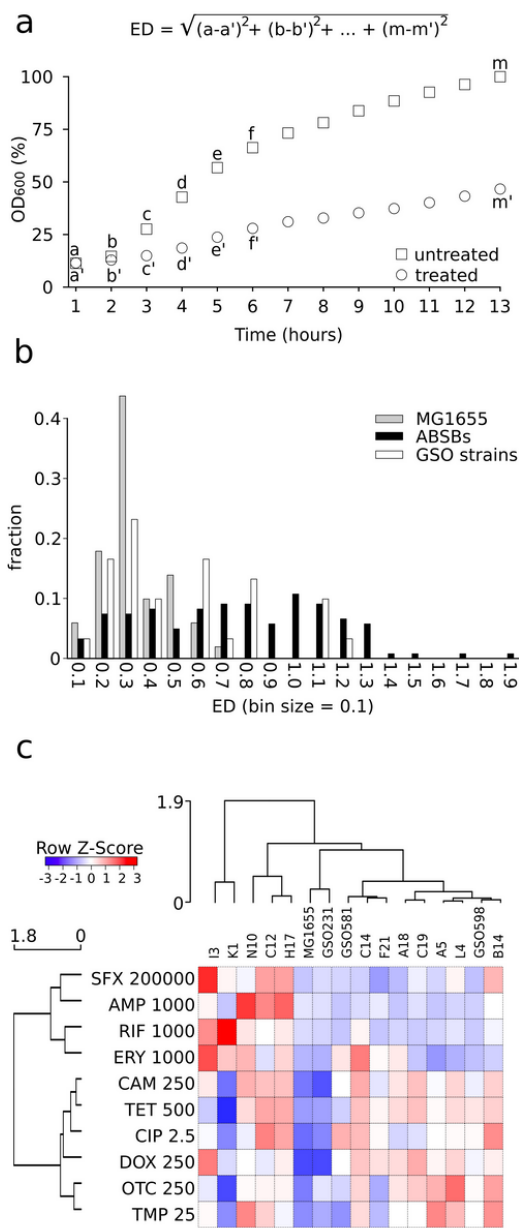 a
ED = √(a-a')²+ (b-b')²+ ... + (m-m')²
OD600 (%)
100
75
50
25
0
a
b
c
d
e
f
m
a'
b'
c'
d'
e'
f'
m'
untreated
treated
1 2 3 4 5 6 7 8 9 10 11 12 13
Time (hours)
b
fraction
0.4
0.3
0.2
0.1
0
MG1655
ABSBs
GSO strains
0.1 0.2 0.3 0.4 0.5 0.6 0.7 0.8 0.9 1.0 1.1 1.2 1.3 1.4 1.5 1.6 1.7 1.8 1.9
ED (bin size = 0.1)
c
1.9
0
Row Z-Score
-3 -2 -1 0 1 2 3
1.8 0
I3 K1 N10 C12 H17 MG1655 GSO231 GSO581 C14 F21 A18 C19 A5 L4 GSO598 B14
SFX 200000
AMP 1000
RIF 1000
ERY 1000
CAM 250
TET 500
CIP 2.5
DOX 250
OTC 250
TMP 25